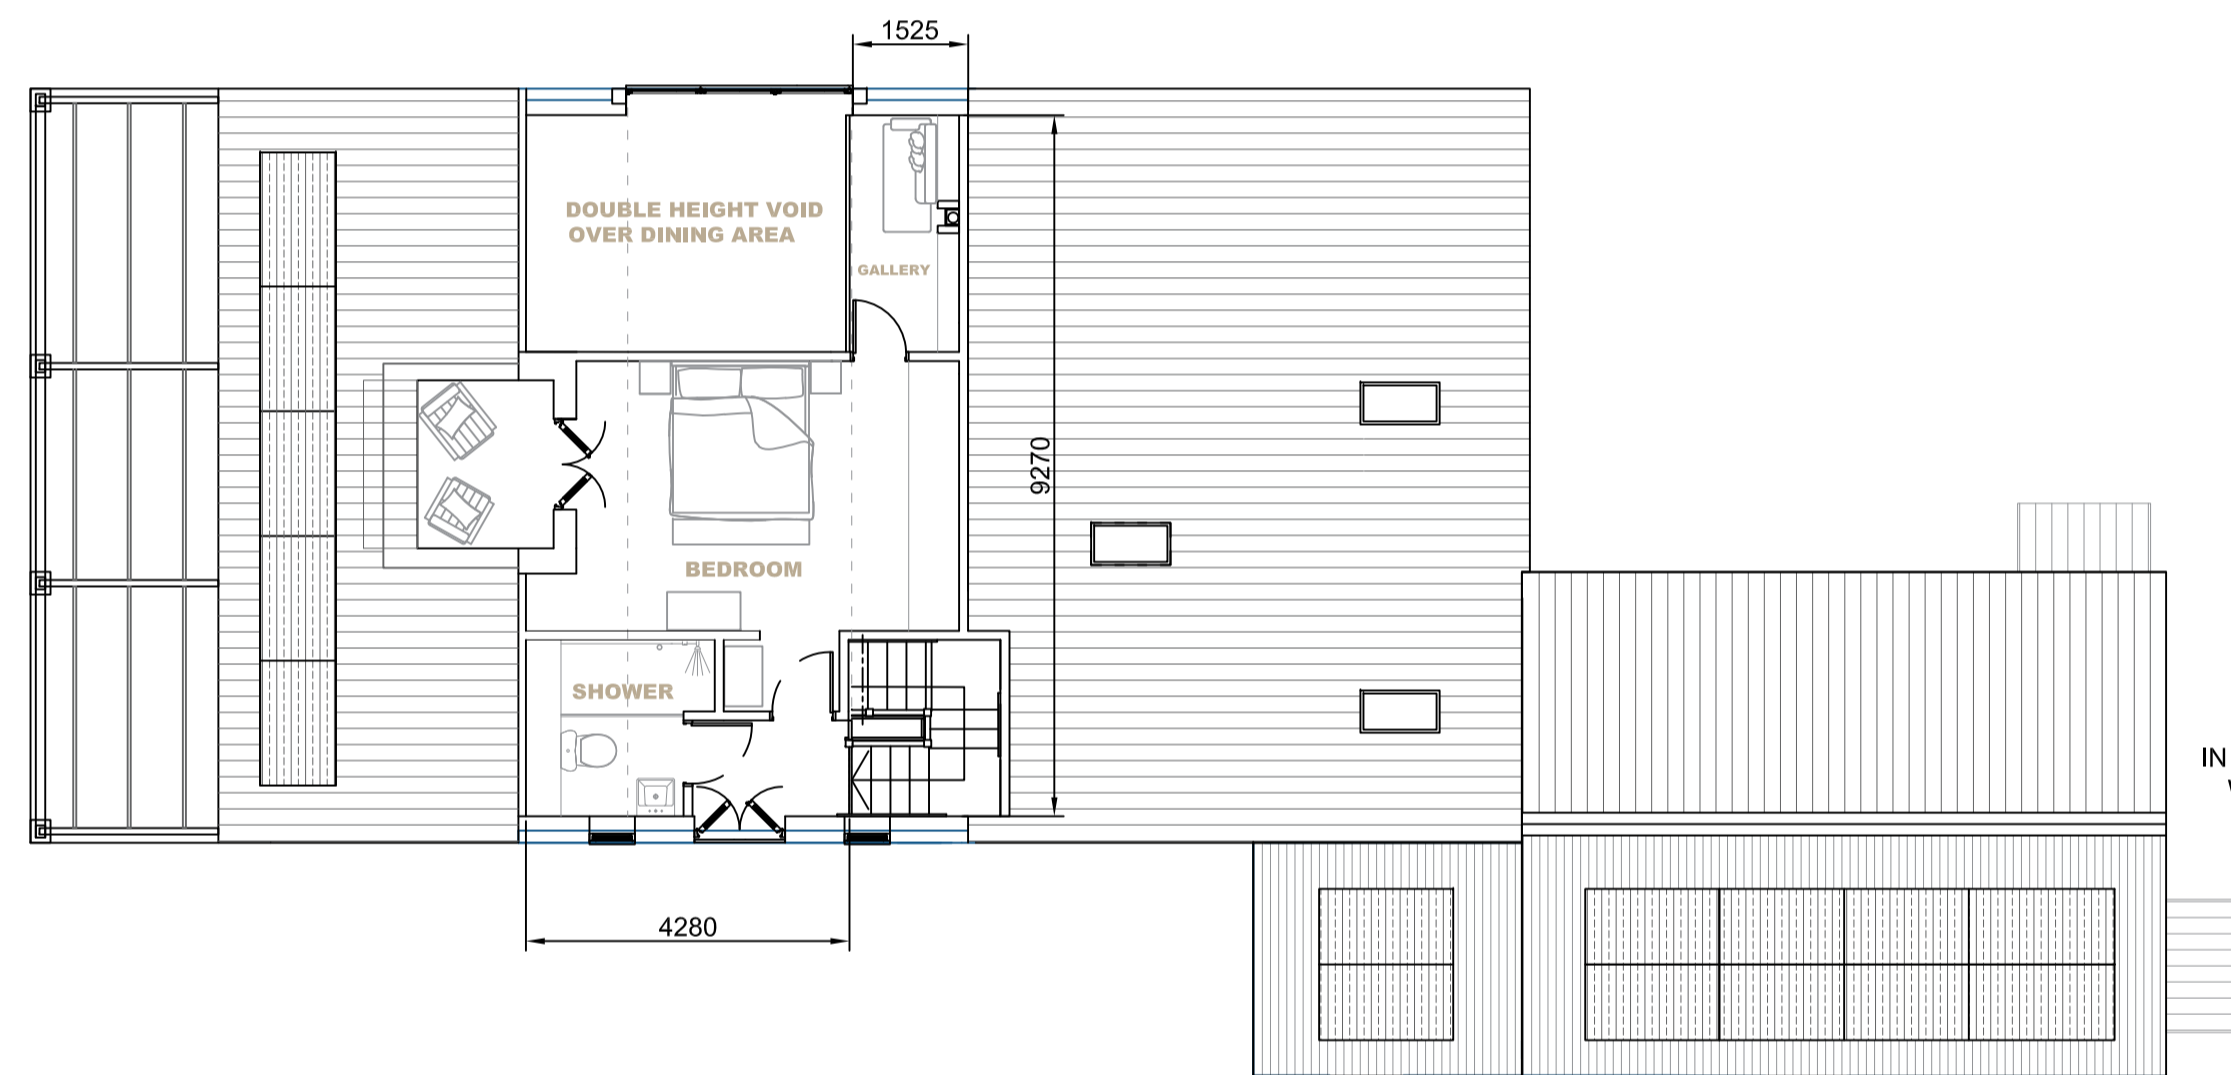 1525
DOUBLE HEIGHT VOID
OVER DINING AREA
GALLERY
9270
BEDROOM
SHOWER
IN
4280